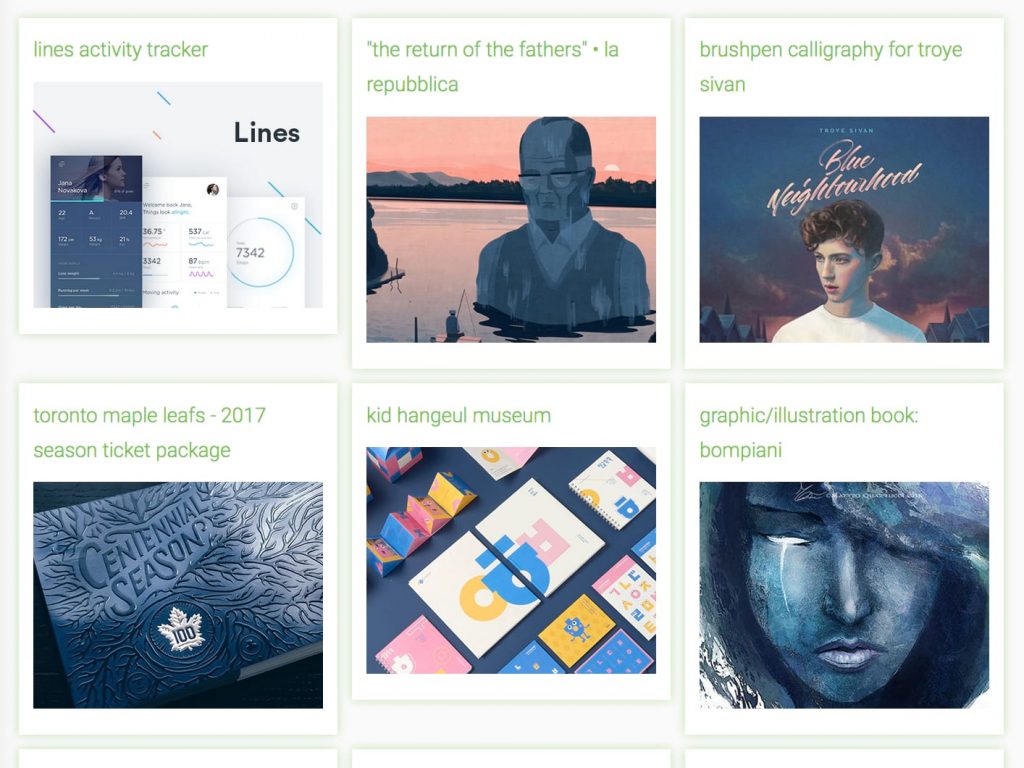 lines activity tracker
"the return of the fathers" • la
repubblica
brushpen calligraphy for troye
sivan
Lines
Jana
Novakova
22
A
20.4
172 cm
53 kg
21 %
Lose weight
Running per week
Welcome back Jana,
Things look alright.
36.75 °
537 cal
3342
87 bpm
Moving activity
7342
Steps
TROYE SIVAN
Blue
Neighbourhood
toronto maple leafs - 2017
season ticket package
kid hangeul museum
graphic/illustration book:
bompiani
CENTENNIAL
SEASON
100